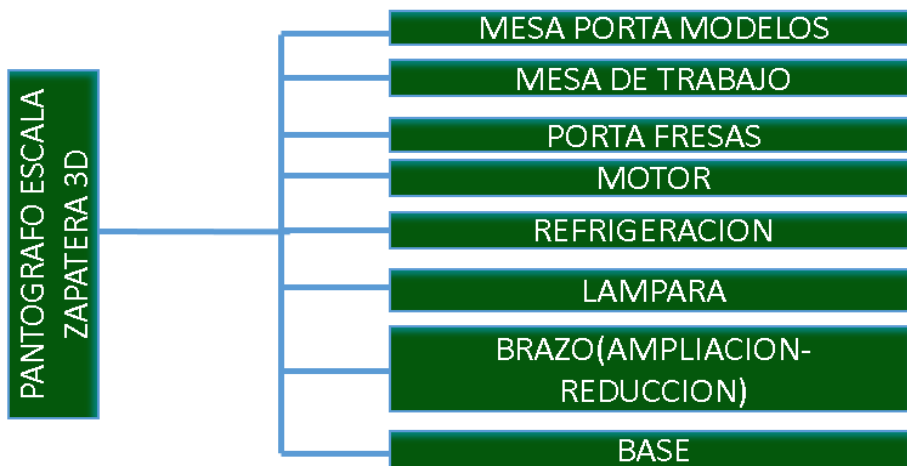 PANTOGRAFO ESCALA
ZAPATERA 3D
MESA PORTA MODELOS
MESA DE TRABAJO
PORTA FRESAS
MOTOR
REFRIGERACION
LAMPARA
BRAZO(AMPLIACION-
REDUCCION)
BASE